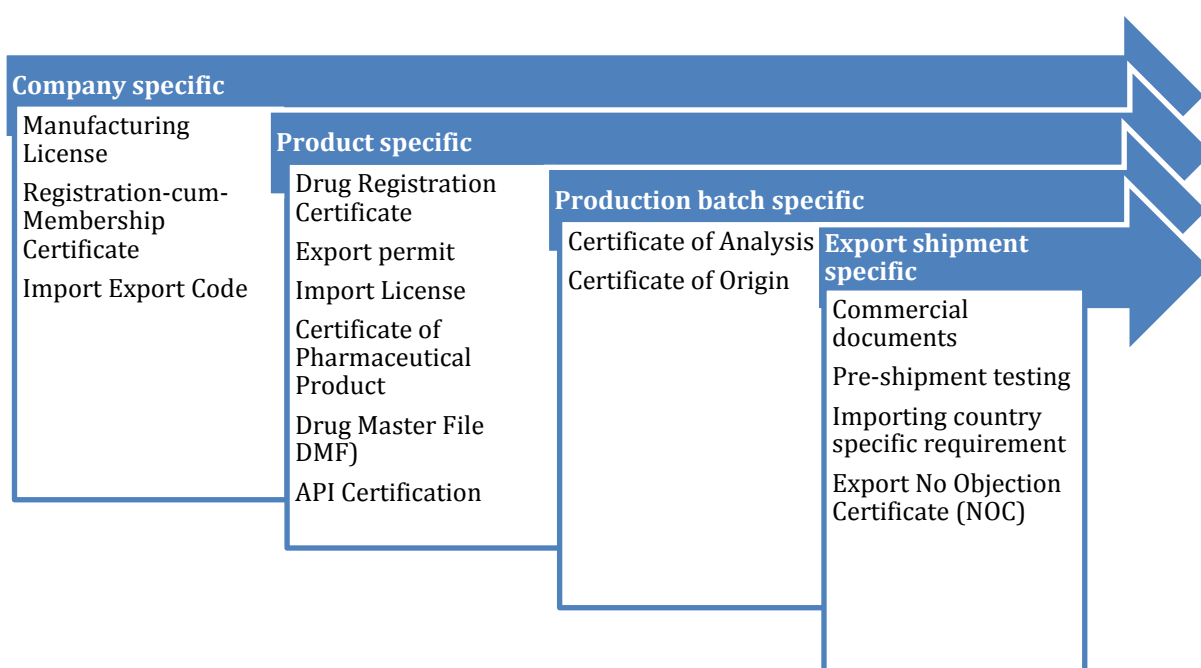 Company specific
Manufacturing
License
Registration-cum-
Membership
Certificate
Import Export Code
Product specific
Drug Registration
Certificate
Export permit
Import License
Certificate of
Pharmaceutical
Product
Drug Master File
DMF)
API Certification
Production batch specific
Certificate of Analysis
Certificate of Origin
Export shipment
specific
Commercial
documents
Pre-shipment testing
Importing country
specific requirement
Export No Objection
Certificate (NOC)